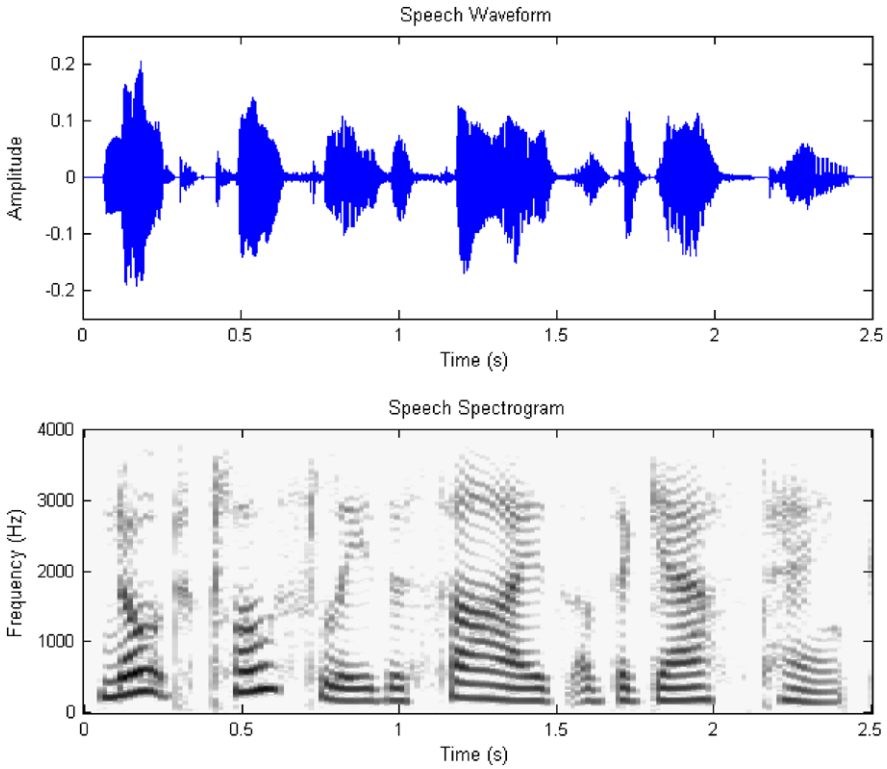 Speech Waveform
0.2
0.1
0
-0.1
-0.2
Amplitude
0 0.5 1 1.5 2 2.5
Time (s)
Speech Spectrogram
4000
3000
2000
1000
0
Frequency (Hz)
0 0.5 1 1.5 2 2.5
Time (s)